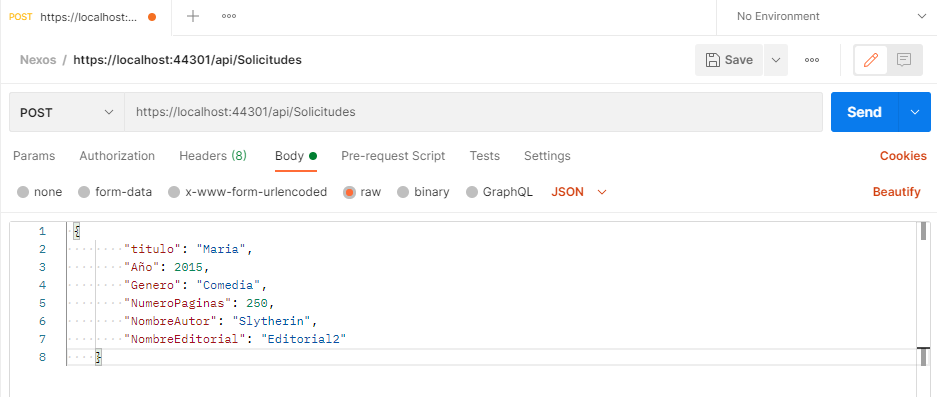 POST https://localhost:... No Environment
Nexos / https://localhost:44301/api/Solicitudes Save
POST https://localhost:44301/api/Solicitudes Send
Params Authorization Headers (8) Body Pre-request Script Tests Settings Cookies
none form-data x-www-form-urlencoded raw binary GraphQL JSON Beautify
1 {
2 "titulo": "Maria",
3 "Año": 2015,
4 "Genero": "Comedia",
5 "NumeroPaginas": 250,
6 "NombreAutor": "Slytherin",
7 "NombreEditorial": "Editorial2"
8 }